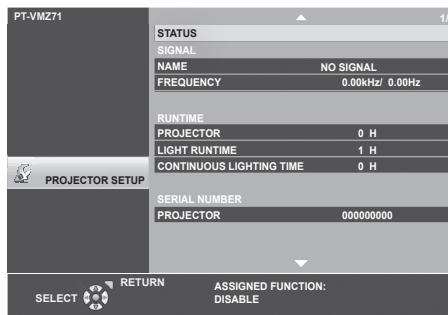 PT-VMZ71 1/
STATUS
SIGNAL
NAME NO SIGNAL
FREQUENCY 0.00kHz/ 0.00Hz
RUNTIME
PROJECTOR 0 H
LIGHT RUNTIME 1 H
CONTINUOUS LIGHTING TIME 0 H
PROJECTOR SETUP
SERIAL NUMBER
PROJECTOR 000000000
RETURN
SELECT
ASSIGNED FUNCTION:
DISABLE